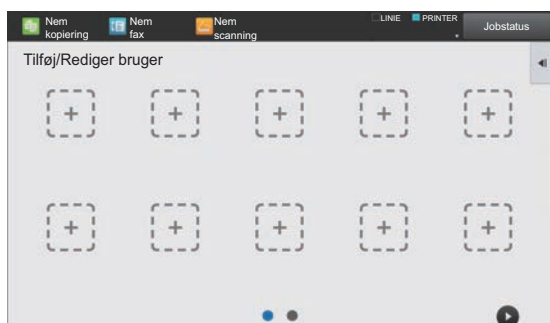 Nem
kopiering
Nem
fax
Nem
scanning
LINIE
PRINTER
Jobstatus
Tilføj/Rediger bruger